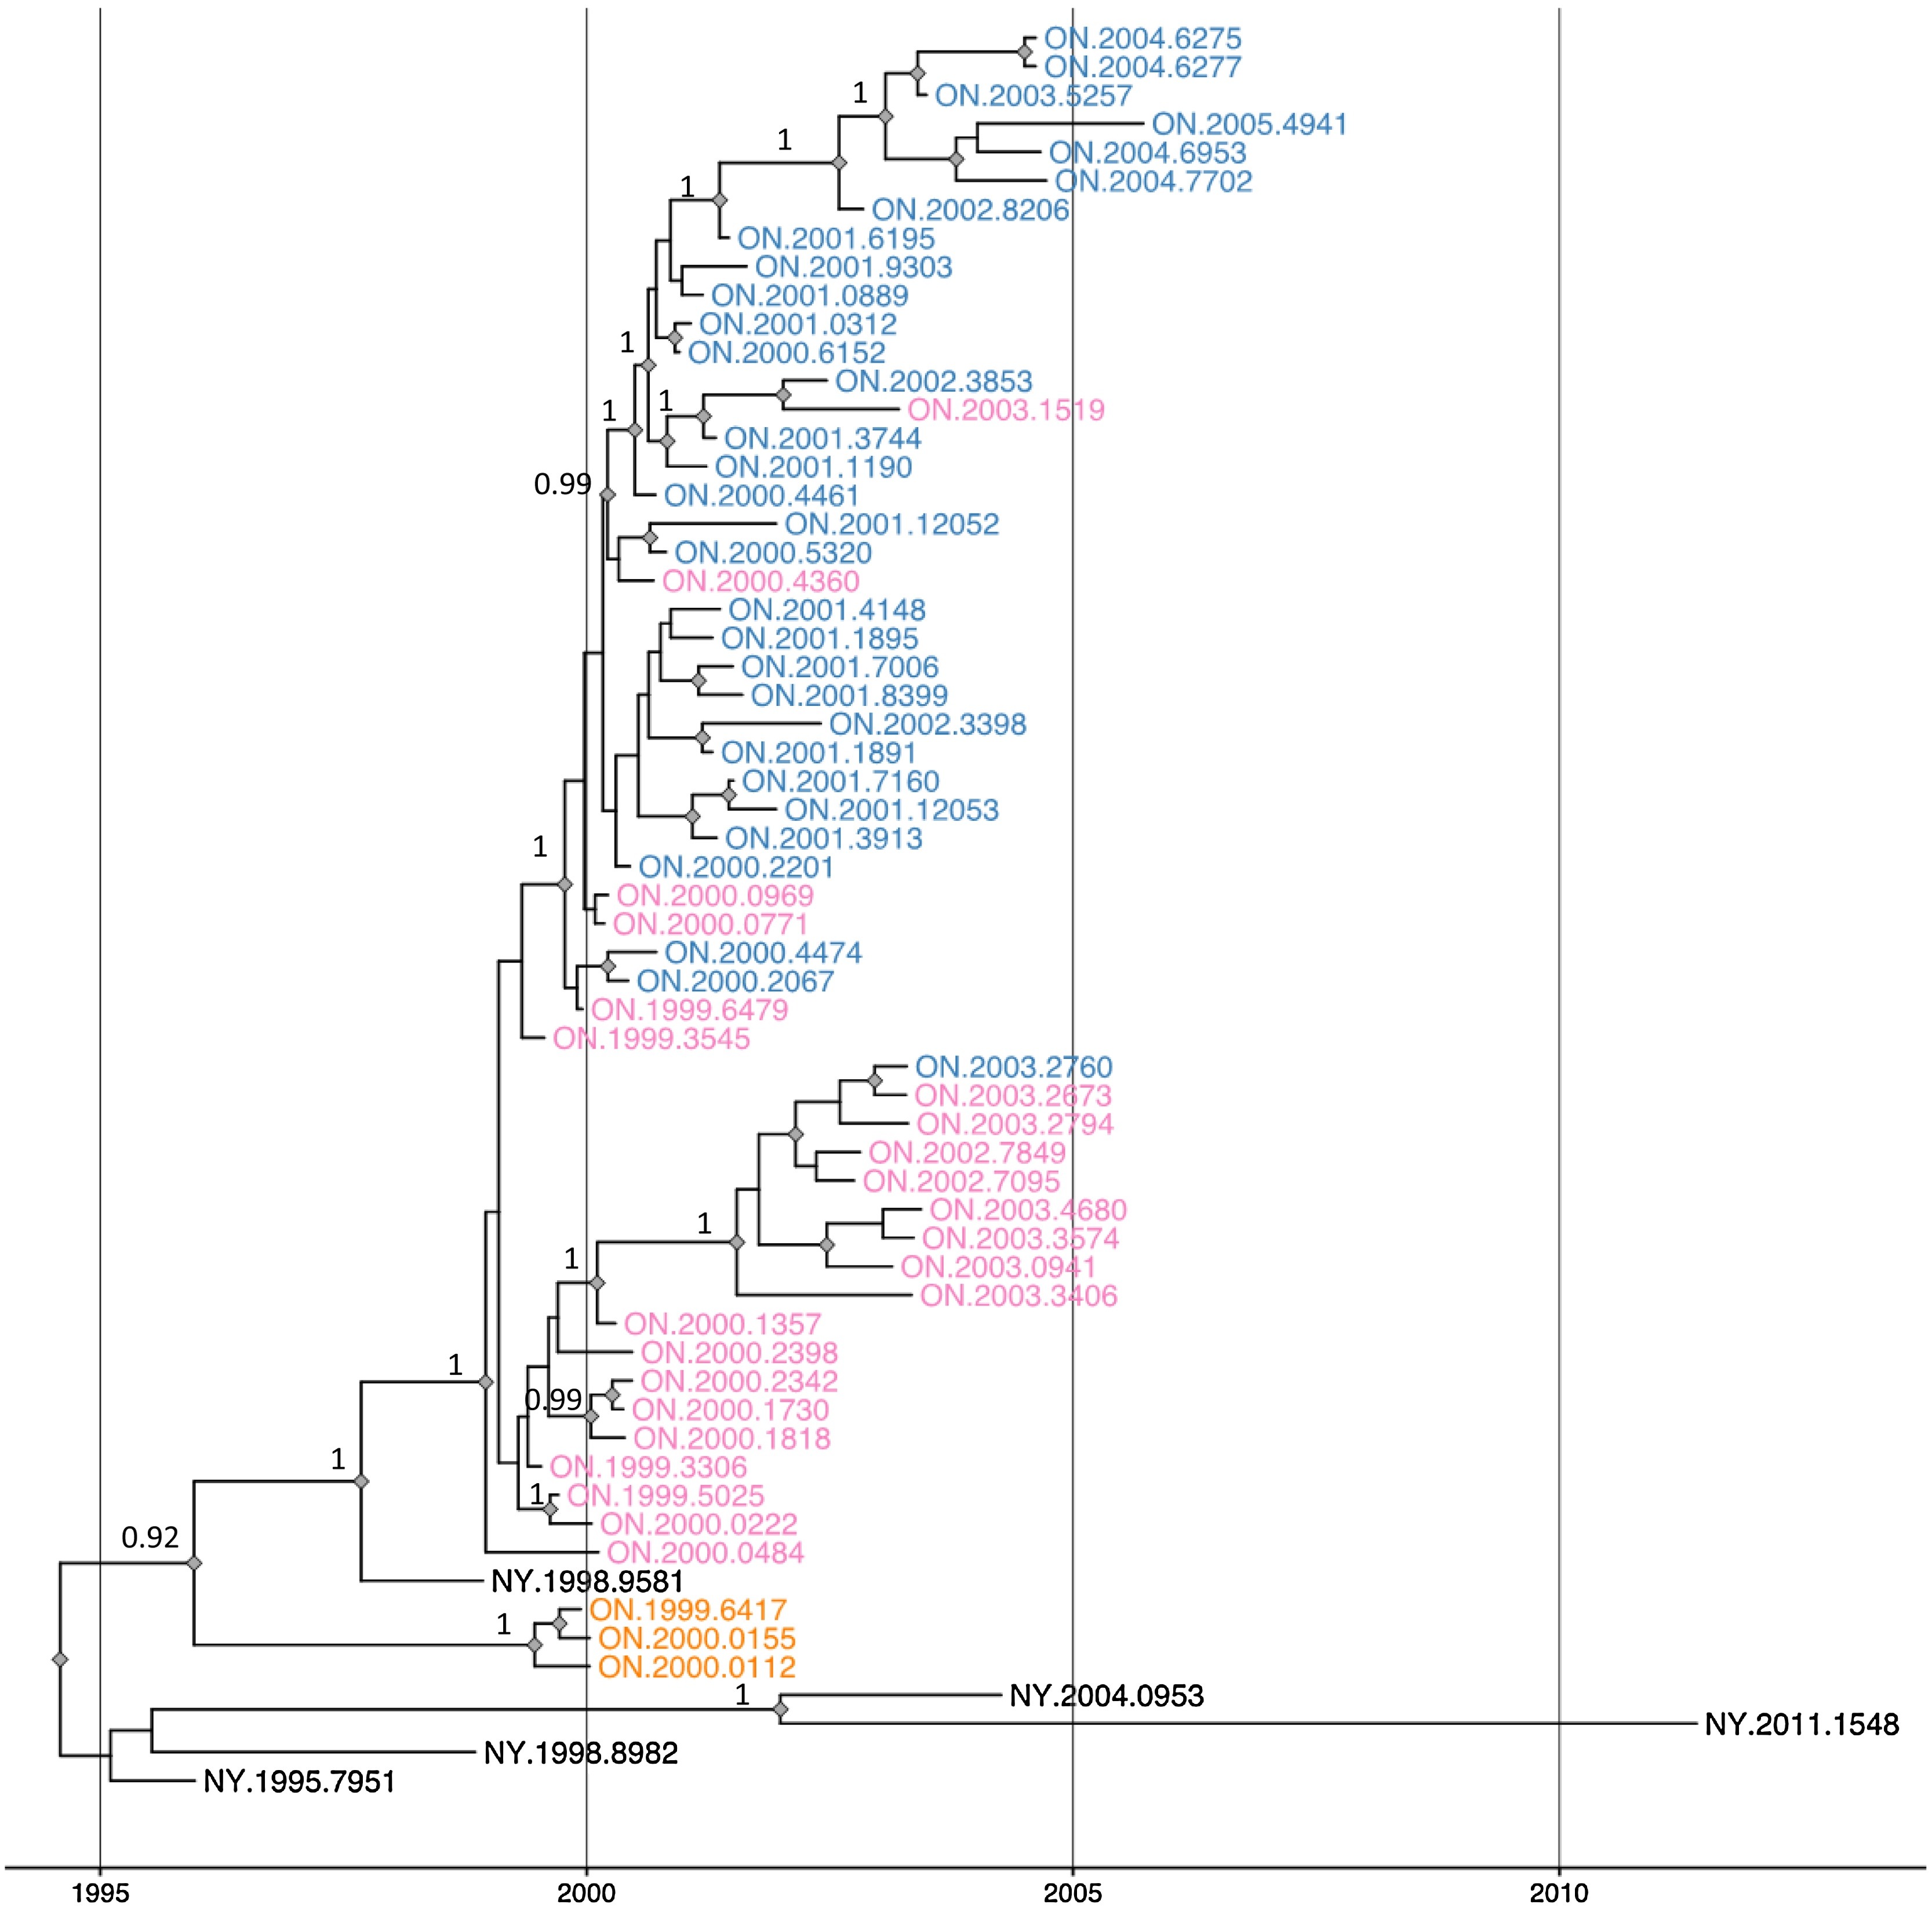 ON.2004.6275
ON.2004.6277
1
ON.2003.5257
ON.2005.4941
1
ON.2004.6953
ON.2004.7702
1
ON.2002.8206
ON.2001.6195
ON.2001.9303
ON.2001.0889
ON.2001.0312
1
ON.2000.6152
ON.2002.3853
1
1
ON.2003.1519
ON.2001.3744
ON.2001.1190
0.99
ON.2000.4461
ON.2001.12052
ON.2000.5320
ON.2000.4360
ON.2001.4148
ON.2001.1895
ON.2001.7006
ON.2001.8399
ON.2002.3398
ON.2001.1891
ON.2001.7160
ON.2001.12053
ON.2001.3913
1
ON.2000.2201
ON.2000.0969
ON.2000.0771
ON.2000.4474
ON.2000.2067
ON.1999.6479
ON.1999.3545
ON.2003.2760
ON.2003.2673
ON.2003.2794
ON.2002.7849
ON.2002.7095
ON.2003.4680
1
ON.2003.3574
1
ON.2003.0941
ON.2003.3406
ON.2000.1357
ON.2000.2398
1
ON.2000.2342
0.99
ON.2000.1730
ON.2000.1818
1
ON.1999.3306
1
ON.1999.5025
ON.2000.0222
0.92
ON.2000.0484
NY.1998.9581
ON.1999.6417
1
ON.2000.0155
ON.2000.0112
1
NY.2004.0953
NY.2011.1548
NY.1998.8982
NY.1995.7951
1995 2000 2005 2010